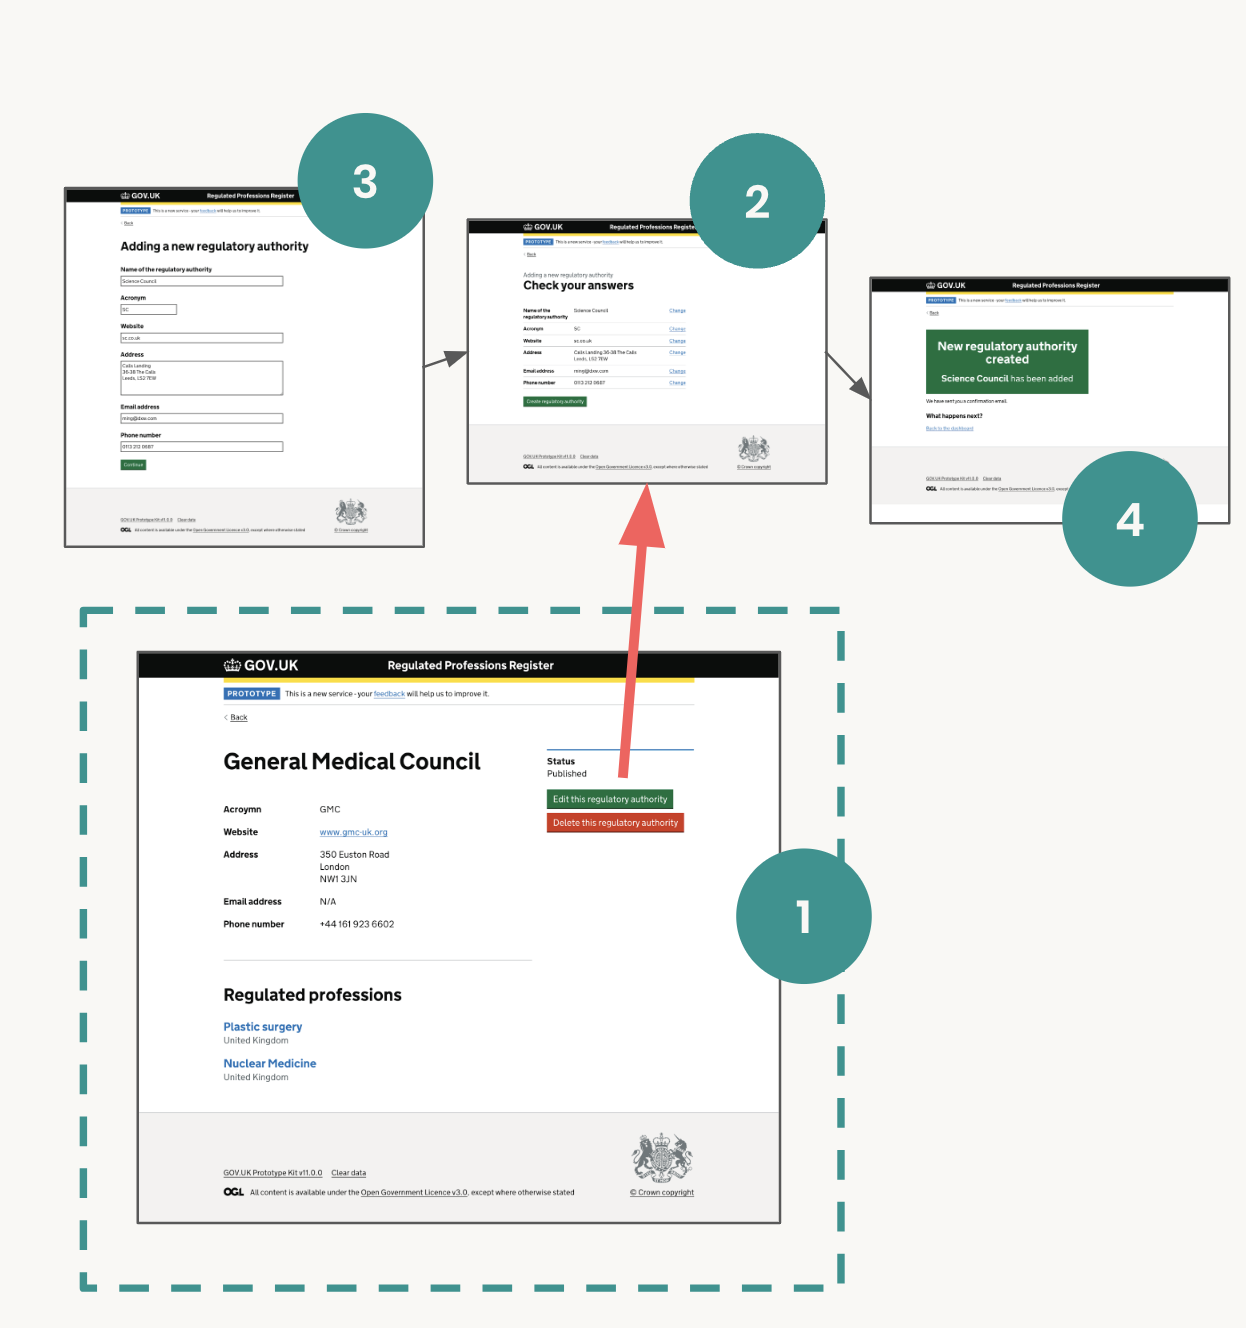 3
GOV.UK Regulated Professions Register
PROTOTYPE This is a new service - your feedback will help us to improve it.
‹ Back
Adding a new regulatory authority
Name of the regulatory authority
Science Council
Acronym
SC
Website
sc.co.uk
Address
Calls Landing
36-38 The Calls
Leeds, LS2 7EW
Email address
ming@dxw.com
Phone number
0113 212 0687
Continue
GOV.UK Prototype Kit v11.0.0 Clear data
OGL All content is available under the Open Government Licence v3.0, except where otherwise stated
© Crown copyright
2
GOV.UK Regulated Professions Registe
PROTOTYPE This is a new service - your feedback will help us to improve it.
‹ Back
Adding a new regulatory authority
Check your answers
Name of the regulatory authority Science Council Change
Acronym SC Change
Website sc.co.uk Change
Address Calls Landing 36-38 The Calls Change
Leeds, LS2 7EW
Email address ming@dxw.com Change
Phone number 0113 212 0687 Change
Create regulatory authority
GOV.UK Prototype Kit v11.0.0 Clear data
OGL All content is available under the Open Government Licence v3.0, except where otherwise stated
© Crown copyright
GOV.UK Regulated Professions Register
PROTOTYPE This is a new service - your feedback will help us to improve it.
‹ Back
New regulatory authority
created
Science Council has been added
We have sent you a confirmation email.
What happens next?
Back to the dashboard
GOV.UK Prototype Kit v11.0.0 Clear data
OGL All content is available under the Open Government Licence v3.0, except
4
GOV.UK Regulated Professions Register
PROTOTYPE This is a new service - your feedback will help us to improve it.
‹ Back
General Medical Council
Status
Published
Edit this regulatory authority
Delete this regulatory authority
Acroymn GMC
Website www.gmc-uk.org
Address 350 Euston Road
London
NW1 3JN
Email address N/A
Phone number +44 161 923 6602
1
Regulated professions
Plastic surgery
United Kingdom
Nuclear Medicine
United Kingdom
GOV.UK Prototype Kit v11.0.0 Clear data
OGL All content is available under the Open Government Licence v3.0, except where otherwise stated
© Crown copyright